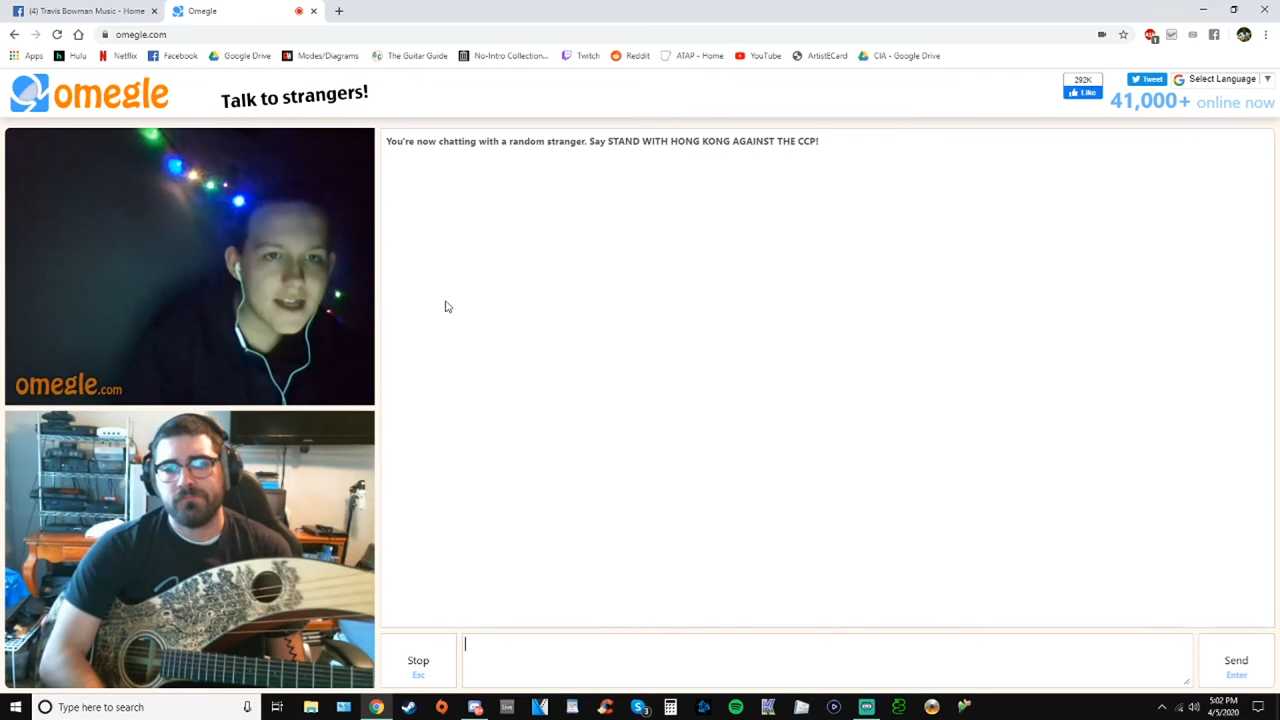 (4) Travis Bowman Music - Home
Omegle
omegle.com
Apps
Hulu
Netflix
Facebook
Google Drive
Modes/Diagrams
The Guitar Guide
No-Intro Collection...
Twitch
Reddit
ATAP - Home
YouTube
ArtistECard
CIA - Google Drive
omegle
Talk to strangers!
292K
Like
Tweet
Select Language
41,000+ online now
You're now chatting with a random stranger. Say STAND WITH HONG KONG AGAINST THE CCP!
omegle.com
Stop
Esc
Send
Enter
Type here to search
5:02 PM
4/5/2020